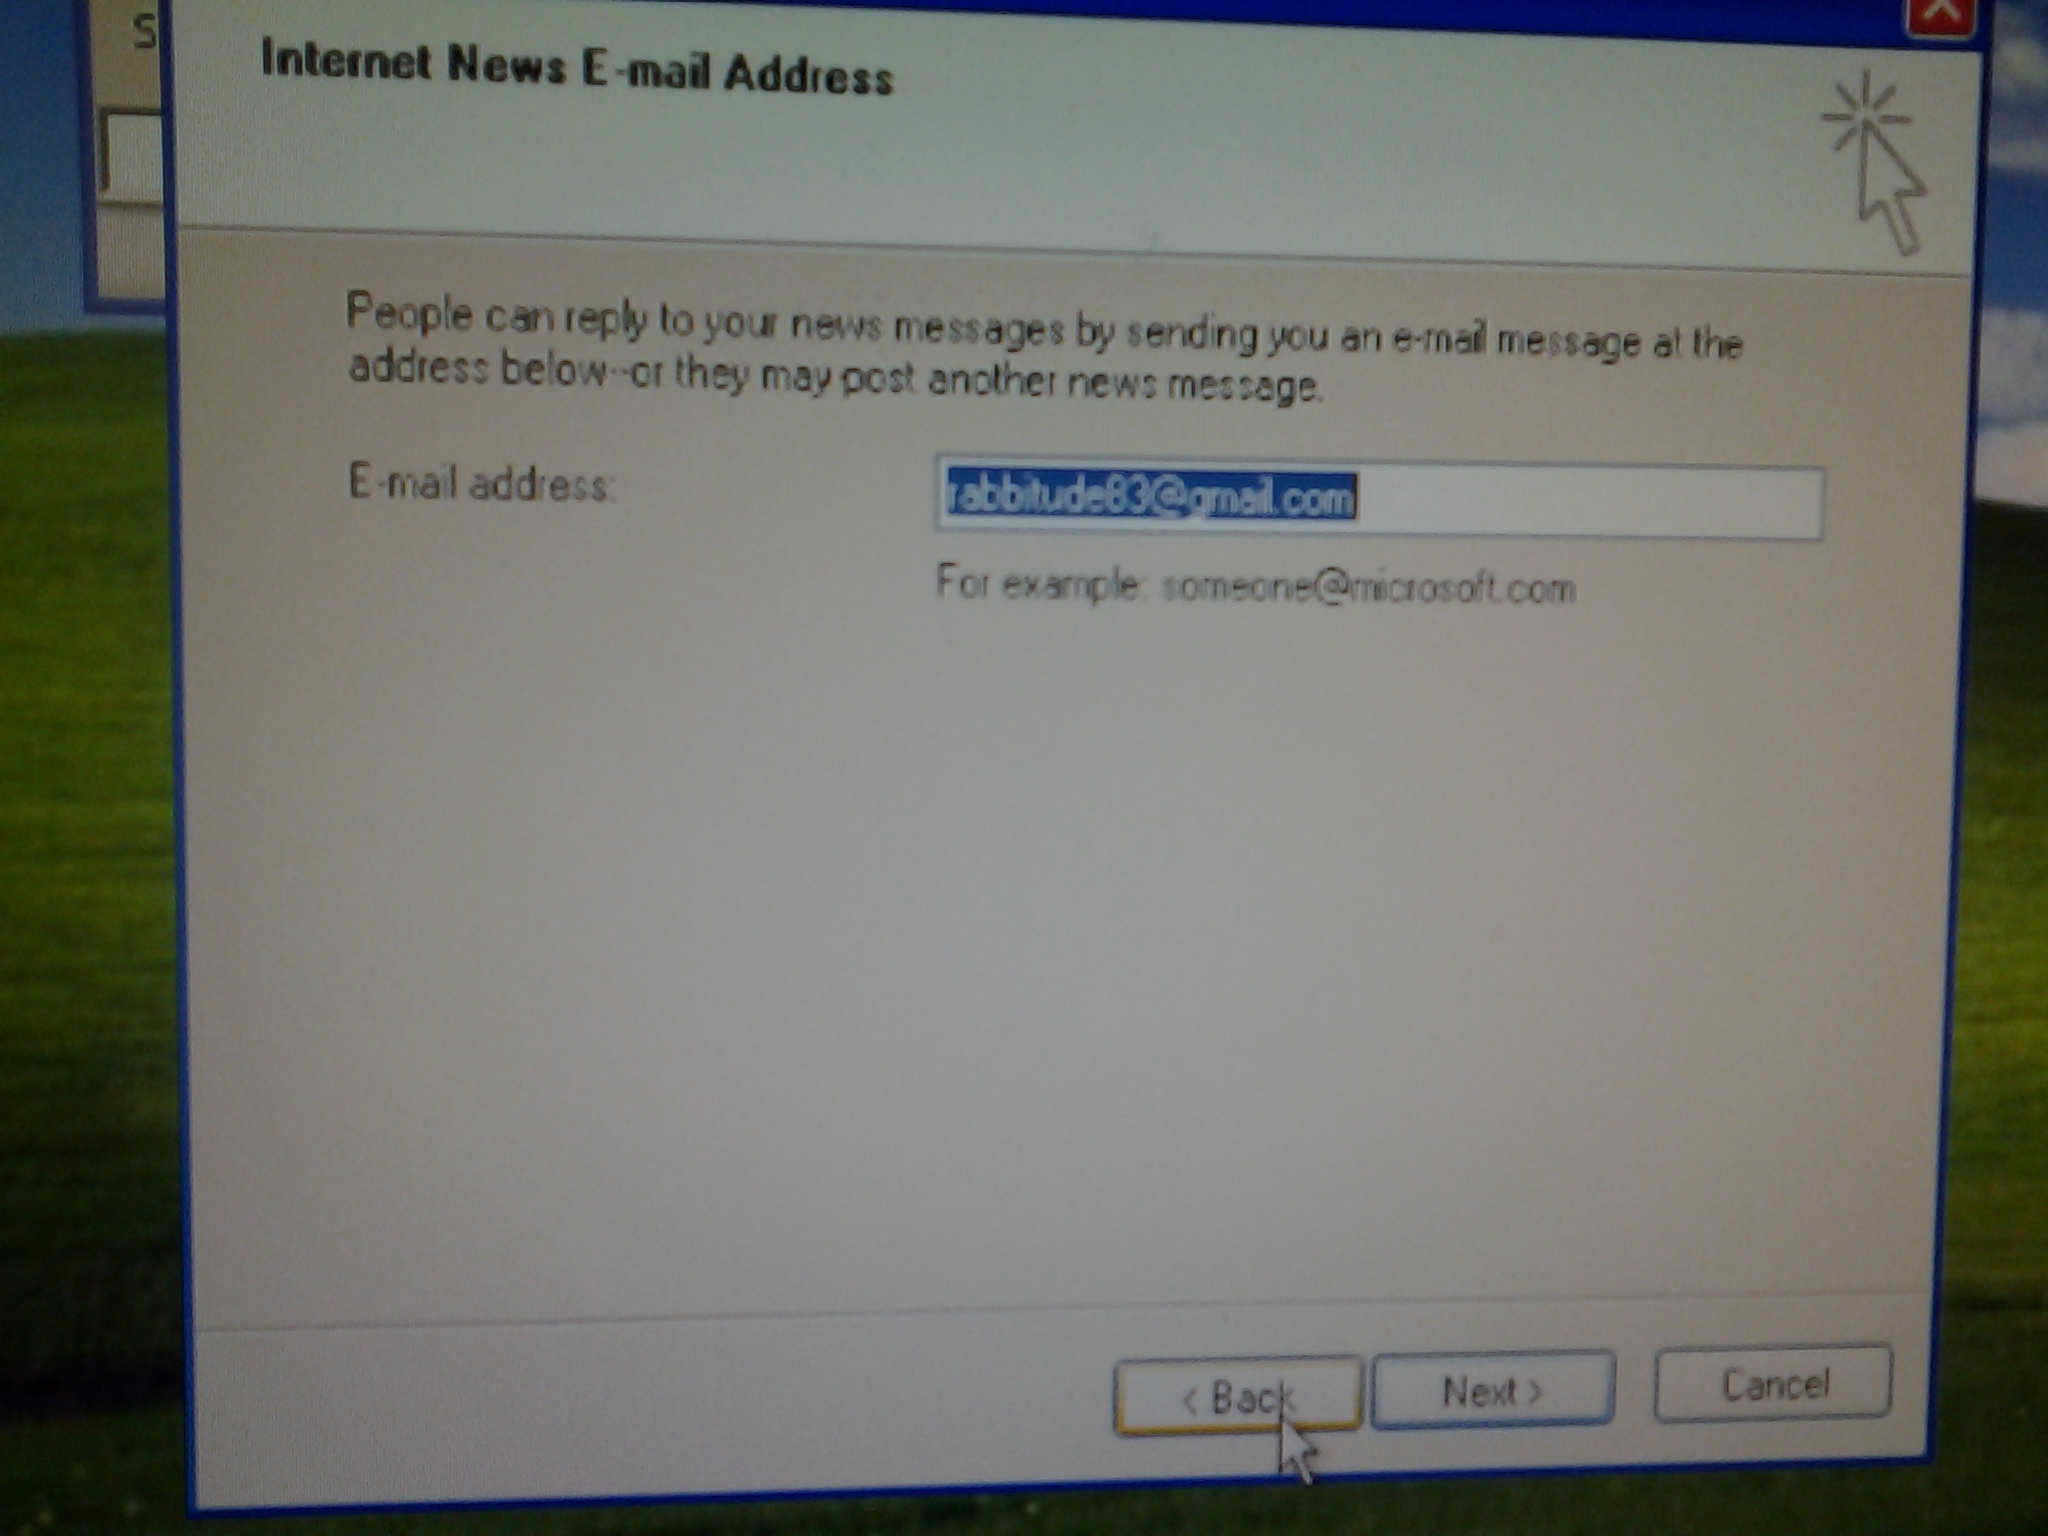 S
Internet News E-mail Address
People can reply to your news messages by sending you an e-mail message at the
address below--or they may post another news message.
E-mail address:
rabbitude83@gmail.com
For example: someone@microsoft.com
< Back
Next >
Cancel